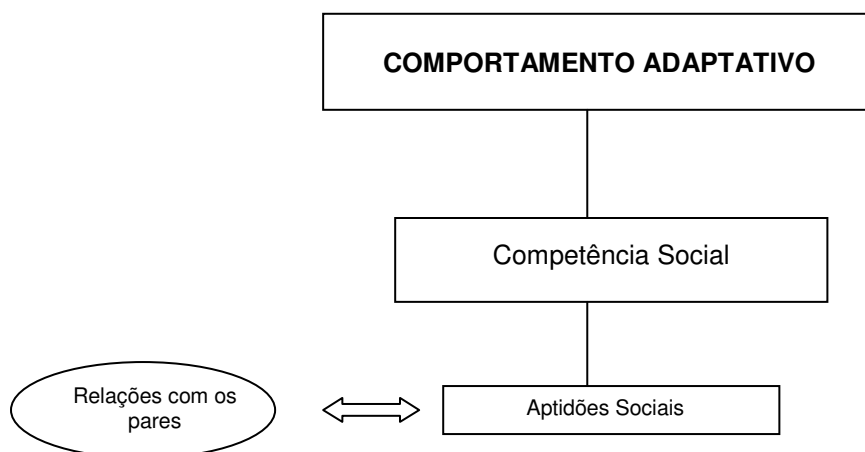 COMPORTAMENTO ADAPTATIVO
Competência Social
Relações com os
pares
Aptidões Sociais